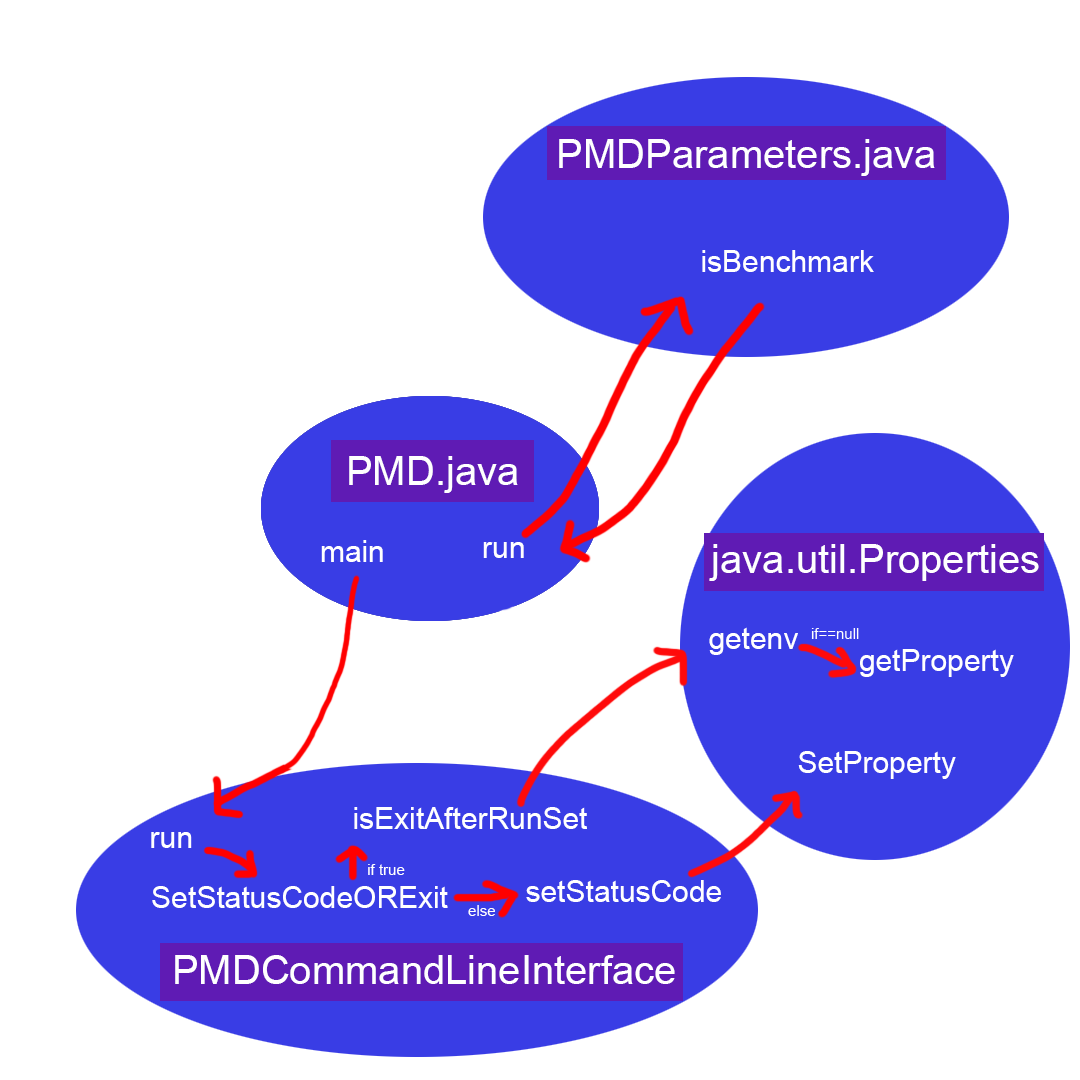 PMDParameters.java
isBenchmark
PMD.java
main
run
java.util.Properties
getenv
if==null
getProperty
SetProperty
isExitAfterRunSet
run
if true
SetStatusCodeORExit
else
setStatusCode
PMDCommandLineInterface